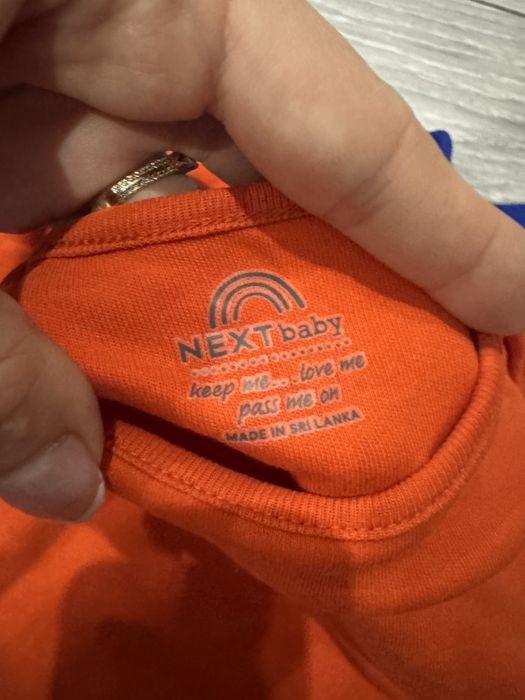 NEXT baby
keep me...love me
pass me on
MADE IN SRI LANKA